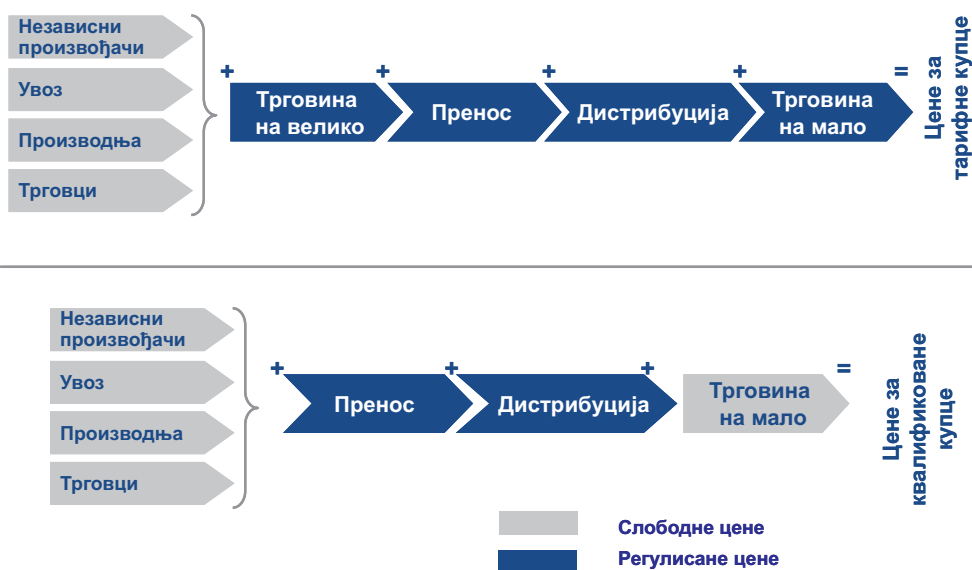 Независни
произвођачи
Увоз
Производња
Трговци
+
Трговина
на велико
+
Пренос
+
Дистрибуција
+
Трговина
на мало
=
Цене за
тарифне купце
Независни
произвођачи
Увоз
Производња
Трговци
+
Пренос
+
Дистрибуција
+
Трговина
на мало
=
Цене за
квалификоване
купце
Слободне цене
Регулисане цене